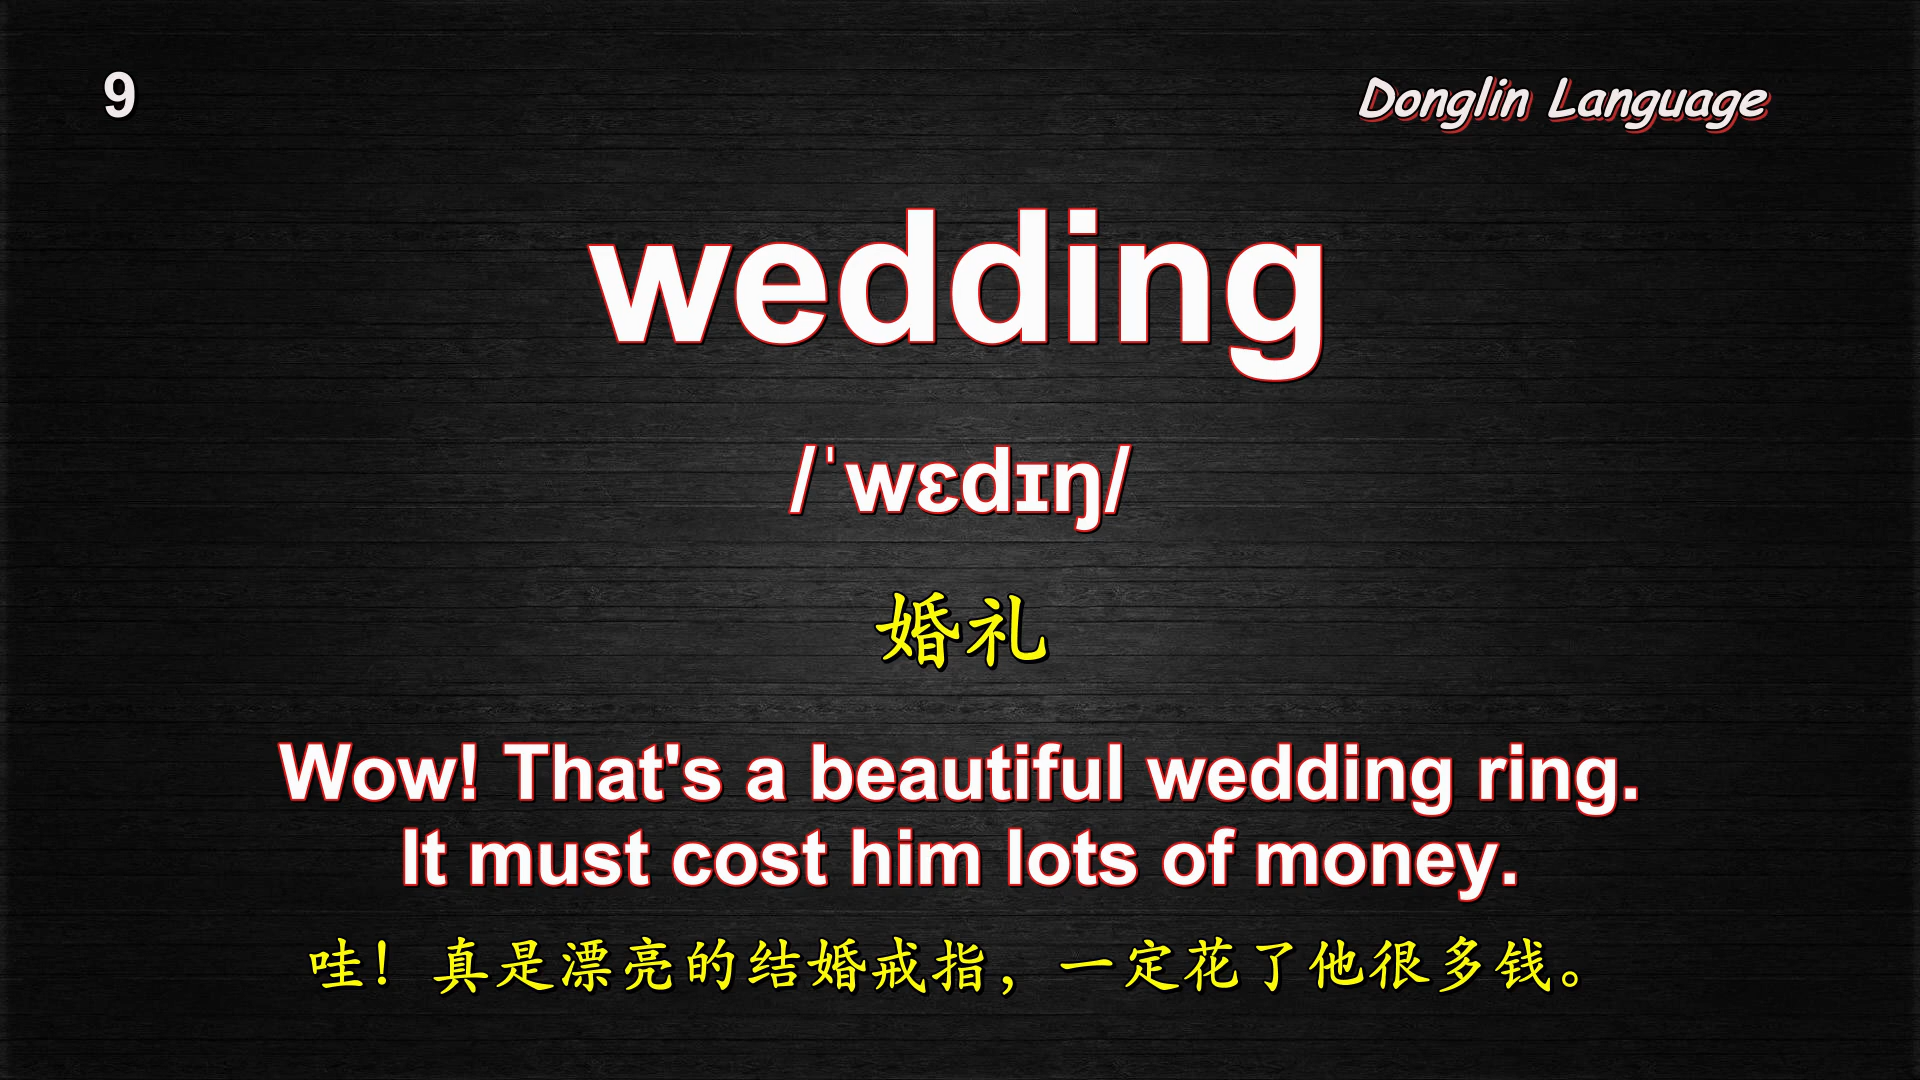 9
Donglin Language
wedding
/ˈwɛdɪŋ/
婚礼
Wow! That's a beautiful wedding ring.
It must cost him lots of money.
哇！真是漂亮的结婚戒指，一定花了他很多钱。